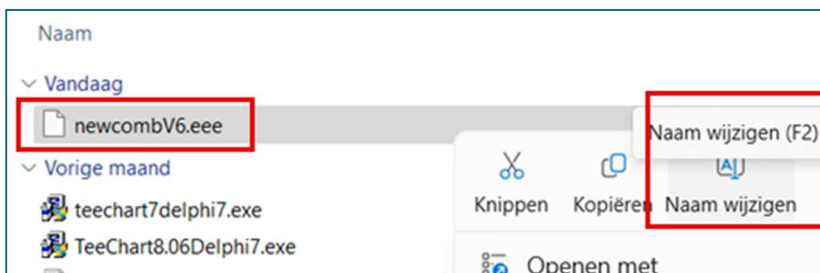 Naam
Vandaag
newcombV6.eee
Naam wijzigen (F2)
Vorige maand
Knippen Kopiëren Naam wijzigen
teechart7delphi7.exe
TeeChart8.06Delphi7.exe
Openen met